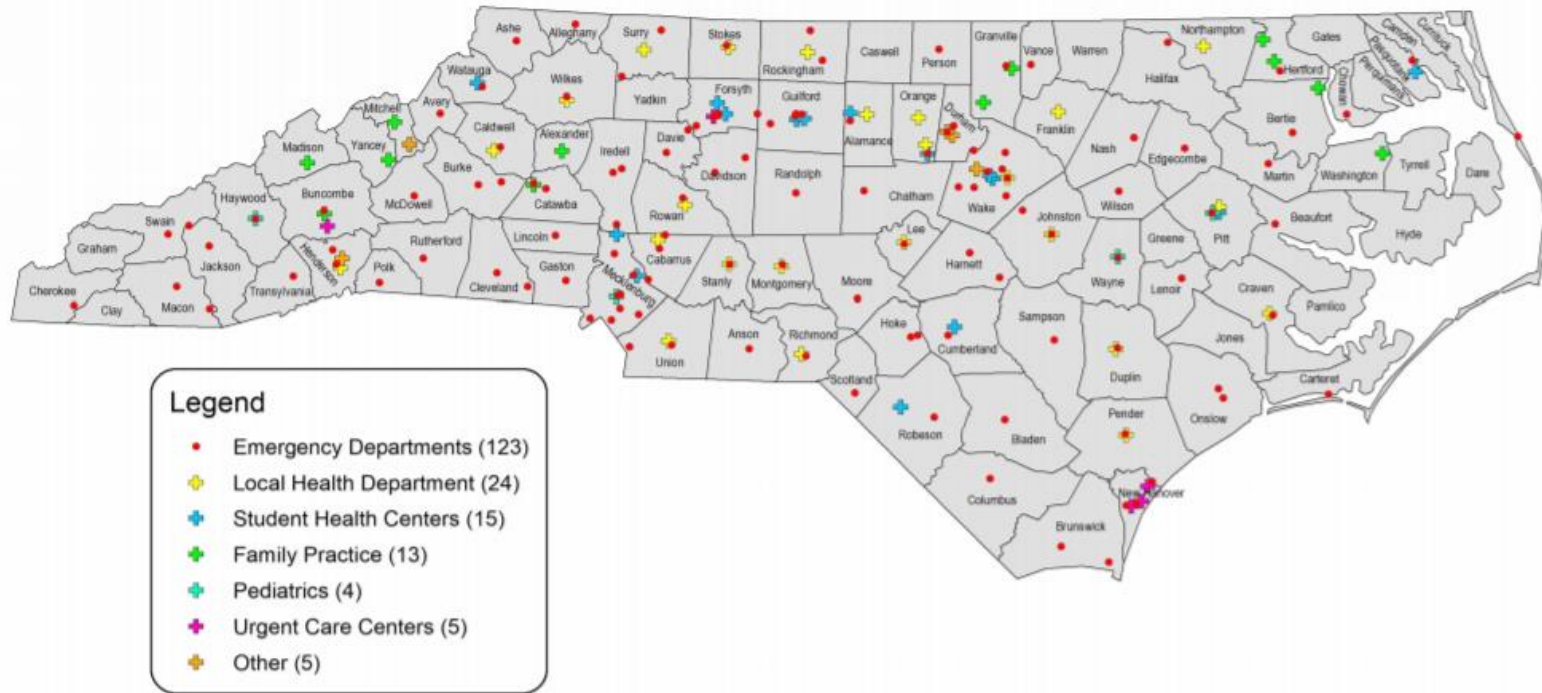 Ashe
Alleghany
Surry
Stokes
Rockingham
Caswell
Person
Granville
Vance
Warren
Northampton
Gates
Camden
Currituck
Pasquotank
Perquimans
Halifax
Hertford
Chowan
Watauga
Wilkes
Yadkin
Forsyth
Guilford
Alamance
Orange
Durham
Franklin
Bertie
Mitchell
Avery
Caldwell
Alexander
Iredell
Davie
Davidson
Randolph
Chatham
Nash
Edgecombe
Martin
Washington
Tyrrell
Dare
Madison
Yancey
Burke
Catawba
Rowan
Wake
Wilson
Johnston
Greene
Pitt
Beaufort
Hyde
Haywood
Buncombe
McDowell
Swain
Graham
Jackson
Henderson
Rutherford
Lincoln
Cabarrus
Lee
Harnett
Wayne
Lenoir
Craven
Pamlico
Cherokee
Clay
Macon
Transylvania
Polk
Cleveland
Gaston
Mecklenburg
Stanly
Montgomery
Moore
Hoke
Cumberland
Sampson
Duplin
Jones
Carteret
Union
Anson
Richmond
Scotland
Robeson
Bladen
Pender
Onslow
Columbus
New Hanover
Brunswick
Legend
Emergency Departments (123)
Local Health Department (24)
Student Health Centers (15)
Family Practice (13)
Pediatrics (4)
Urgent Care Centers (5)
Other (5)